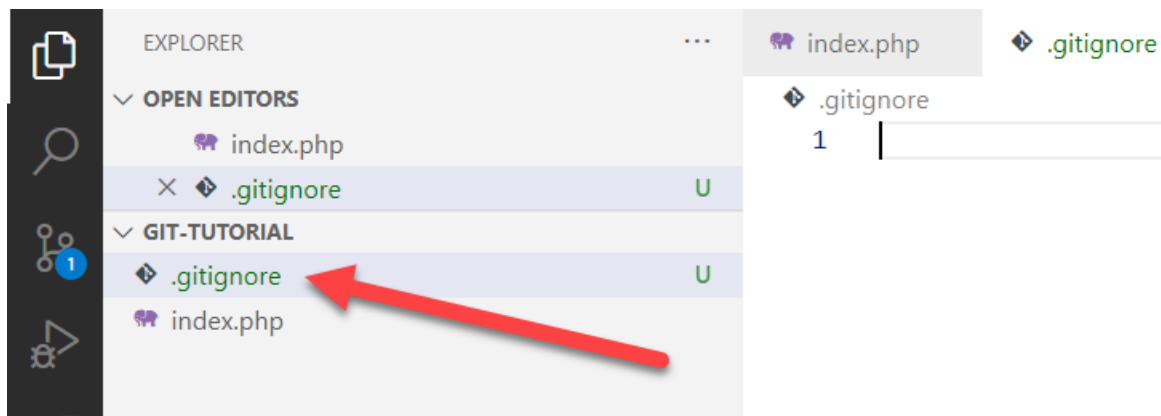 EXPLORER ...
OPEN EDITORS
index.php
.gitignore U
GIT-TUTORIAL
.gitignore U
index.php
1
index.php .gitignore
.gitignore
1